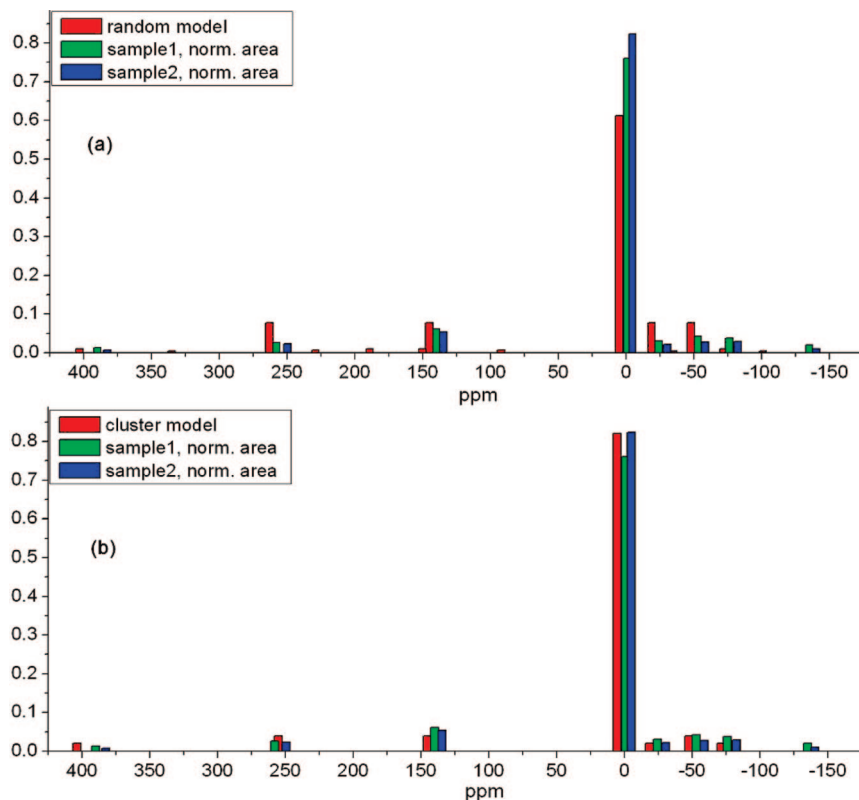 random model
sample1, norm. area
sample2, norm. area
(a)
0.8
0.7
0.6
0.5
0.4
0.3
0.2
0.1
0.0
400 350 300 250 200 150 100 50 0 -50 -100 -150
ppm
cluster model
sample1, norm. area
sample2, norm. area
(b)
0.8
0.7
0.6
0.5
0.4
0.3
0.2
0.1
0.0
400 350 300 250 200 150 100 50 0 -50 -100 -150
ppm